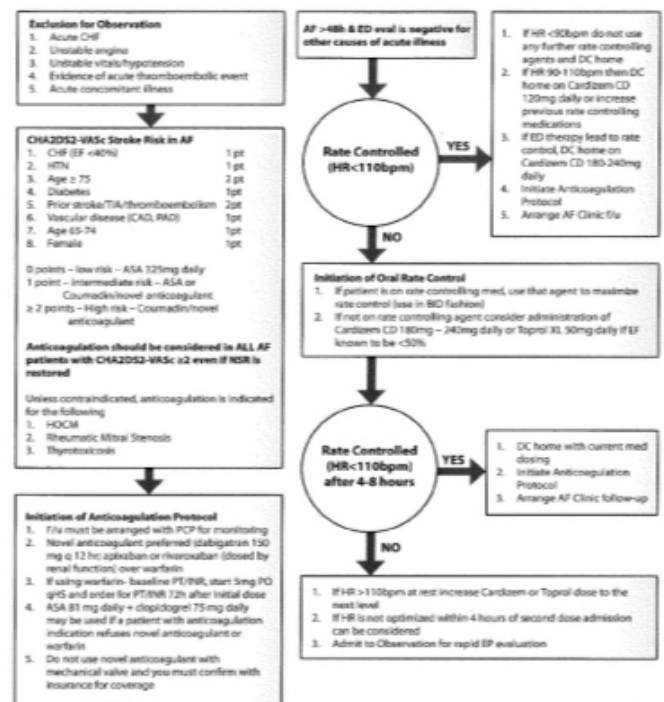 Exclusion for Observation
1. Acute CHF
2. Unstable angina
3. Unstable vitals/hypotension
4. Evidence of acute thromboembolic event
5. Acute concomitant illness
CHA2DS2-VASc Stroke Risk in AF
1. CHF (EF <40%) 1 pt
2. HTN 1 pt
3. Age ≥ 75 2 pt
4. Diabetes 1pt
5. Prior stroke/TIA/thromboembolism 2pt
6. Vascular disease (CAD, PAD) 1pt
7. Age 65-74 1pt
8. Female 1pt
0 points – low risk – ASA 325mg daily
1 point – intermediate risk – ASA or
Coumadin/novel anticoagulant
≥ 2 points – High risk – Coumadin/novel
anticoagulant
Anticoagulation should be considered in ALL AF
patients with CHA2DS2-VASc ≥2 even if NSR is
restored
Unless contraindicated, anticoagulation is indicated
for the following
1. HOCM
2. Rheumatic Mitral Stenosis
3. Thyrotoxicosis
Initiation of Anticoagulation Protocol
1. F/u must be arranged with PCP for monitoring
2. Novel anticoagulant preferred (dabigatran 150
mg q 12 hr; apixaban or rivaroxaban (dosed by
renal function) over warfarin
3. If using warfarin- baseline PT/INR, start 5mg PO
qHS and order for PT/INR 72h after initial dose
4. ASA 81 mg daily + clopidogrel 75 mg daily
may be used if a patient with anticoagulation
indication refuses novel anticoagulant or
warfarin
5. Do not use novel anticoagulant with
mechanical valve and you must confirm with
insurance for coverage
AF >48h & ED eval is negative for
other causes of acute illness
Rate Controlled
(HR<110bpm)
YES
1. If HR <90bpm do not use
any further rate controlling
agents and DC home
2. If HR 90-110bpm then DC
home on Cardizem CD
120mg daily or increase
previous rate controlling
medications
3. If ED therapy lead to rate
control, DC home on
Cardizem CD 180-240mg
daily
4. Initiate Anticoagulation
Protocol
5. Arrange AF Clinic f/u
NO
Initiation of Oral Rate Control
1. If patient is on rate controlling med, use that agent to maximize
rate control (use in BID fashion)
2. If not on rate controlling agent consider administration of
Cardizem CD 180mg – 240mg daily or Toprol XL 50mg daily if EF
known to be <50%
Rate Controlled
(HR<110bpm)
after 4-8 hours
YES
1. DC home with current med
dosing
2. Initiate Anticoagulation
Protocol
3. Arrange AF Clinic follow-up
NO
1. If HR >110bpm at rest increase Cardizem or Toprol dose to the
next level
2. If HR is not optimized within 4 hours of second dose admission
can be considered
3. Admit to Observation for rapid EP evaluation